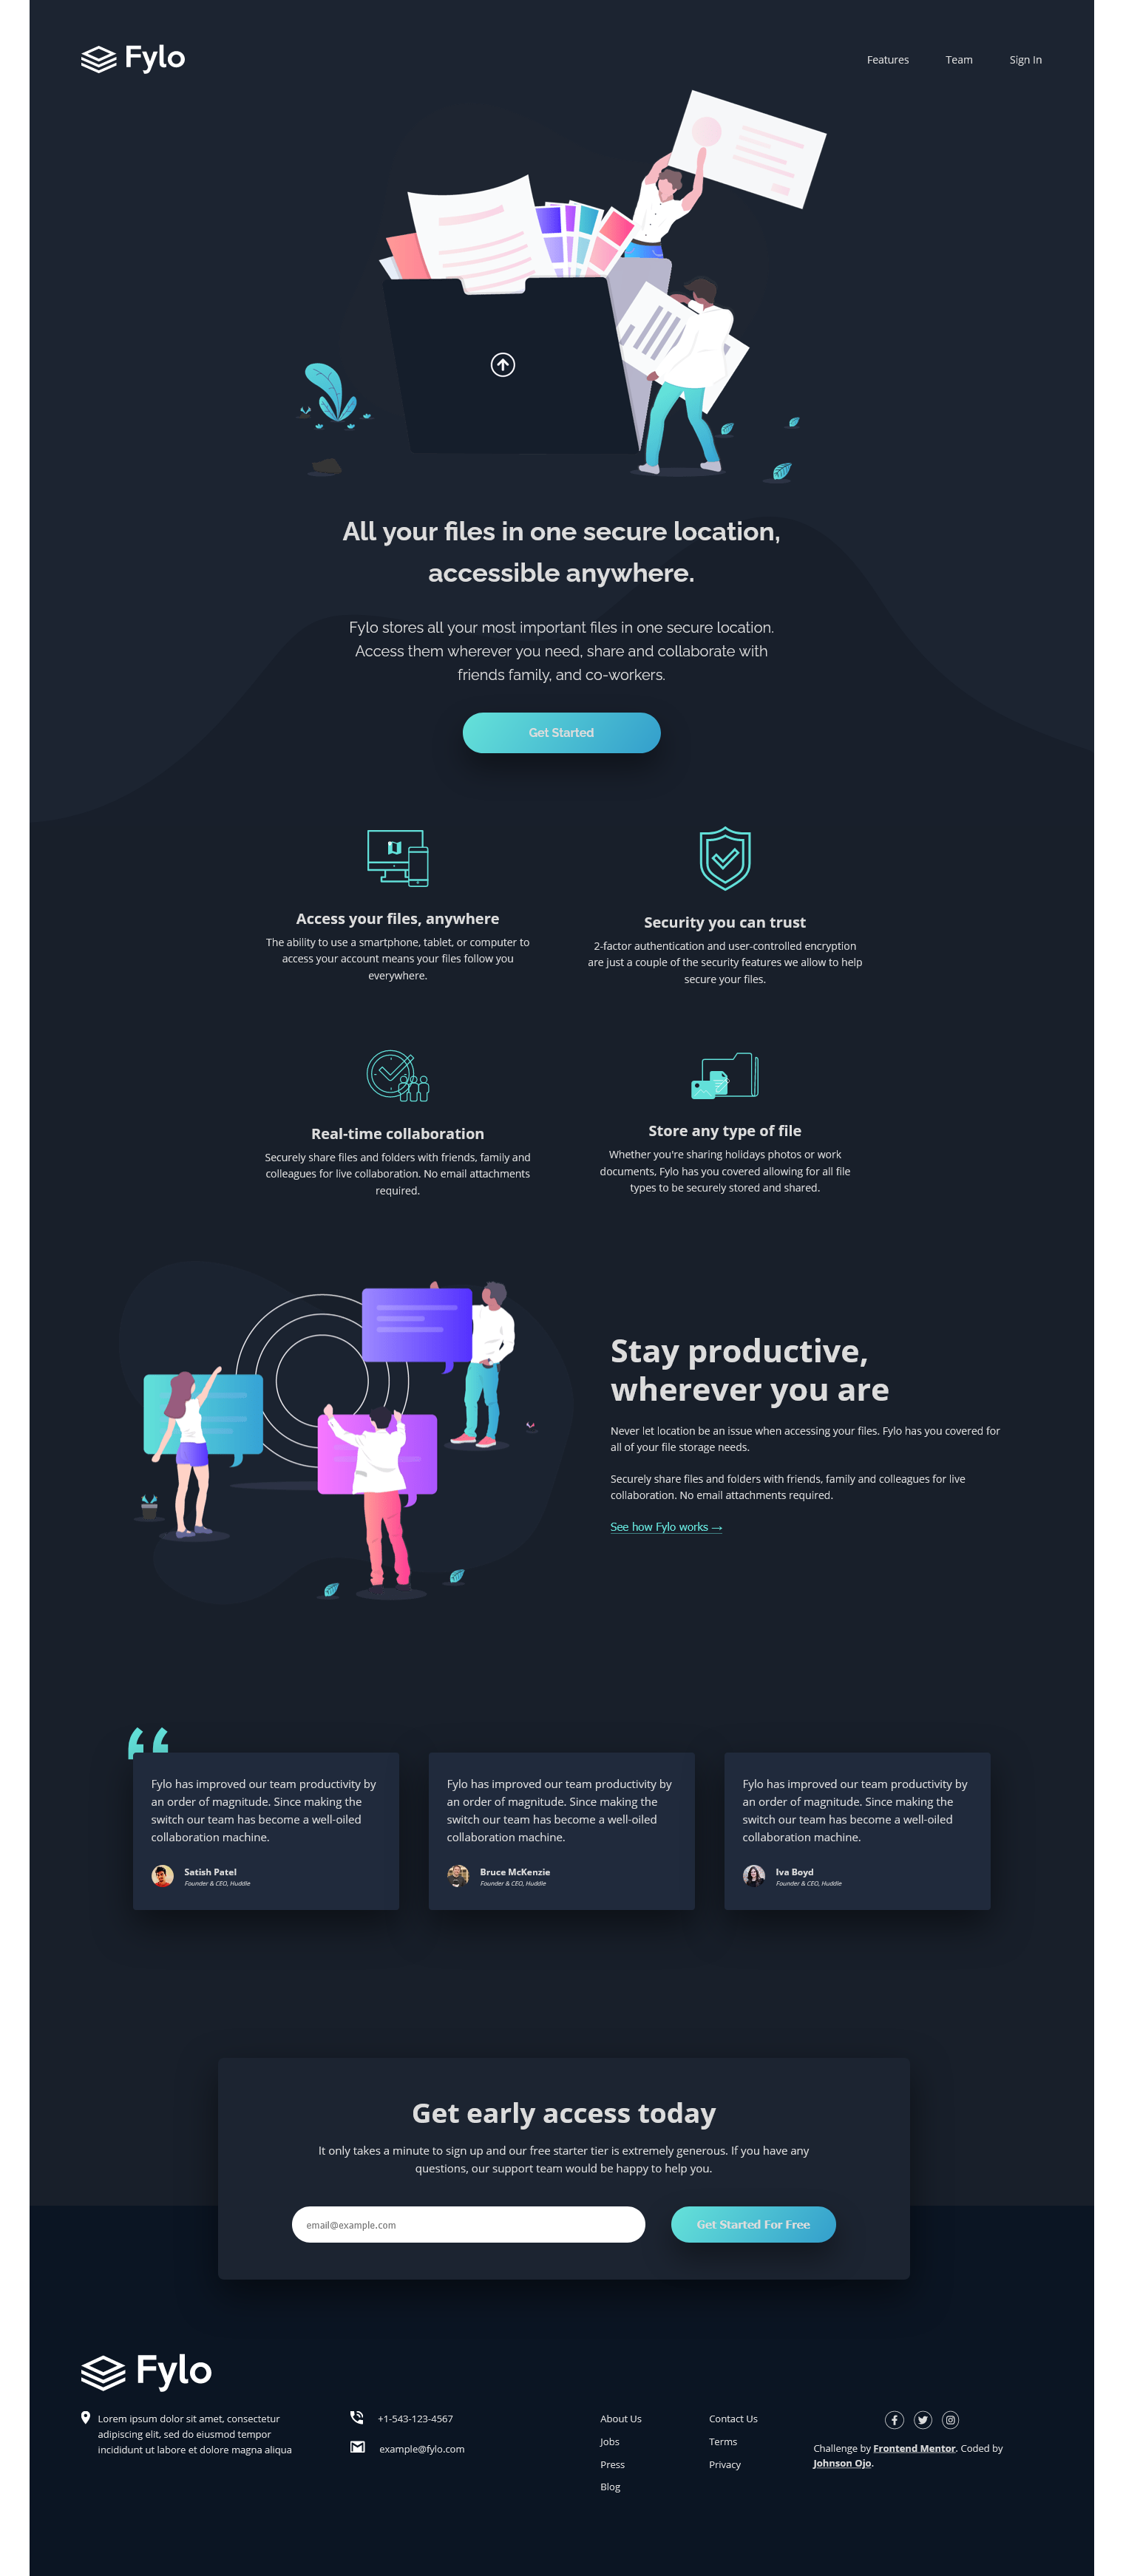 Fylo
Features Team Sign In
All your files in one secure location,
accessible anywhere.
Fylo stores all your most important files in one secure location.
Access them wherever you need, share and collaborate with
friends family, and co-workers.
Get Started
Access your files, anywhere
The ability to use a smartphone, tablet, or computer to
access your account means your files follow you
everywhere.
Security you can trust
2-factor authentication and user-controlled encryption
are just a couple of the security features we allow to help
secure your files.
Real-time collaboration
Securely share files and folders with friends, family and
colleagues for live collaboration. No email attachments
required.
Store any type of file
Whether you're sharing holidays photos or work
documents, Fylo has you covered allowing for all file
types to be securely stored and shared.
Stay productive,
wherever you are
Never let location be an issue when accessing your files. Fylo has you covered for
all of your file storage needs.
Securely share files and folders with friends, family and colleagues for live
collaboration. No email attachments required.
See how Fylo works →
“
Fylo has improved our team productivity by
an order of magnitude. Since making the
switch our team has become a well-oiled
collaboration machine.
Satish Patel
Founder & CEO, Huddle
Fylo has improved our team productivity by
an order of magnitude. Since making the
switch our team has become a well-oiled
collaboration machine.
Bruce McKenzie
Founder & CEO, Huddle
Fylo has improved our team productivity by
an order of magnitude. Since making the
switch our team has become a well-oiled
collaboration machine.
Iva Boyd
Founder & CEO, Huddle
Get early access today
It only takes a minute to sign up and our free starter tier is extremely generous. If you have any
questions, our support team would be happy to help you.
email@example.com
Get Started For Free
Fylo
Lorem ipsum dolor sit amet, consectetur
adipiscing elit, sed do eiusmod tempor
incididunt ut labore et dolore magna aliqua
+1-543-123-4567
example@fylo.com
About Us
Jobs
Press
Blog
Contact Us
Terms
Privacy
Challenge by Frontend Mentor. Coded by
Johnson Ojo.